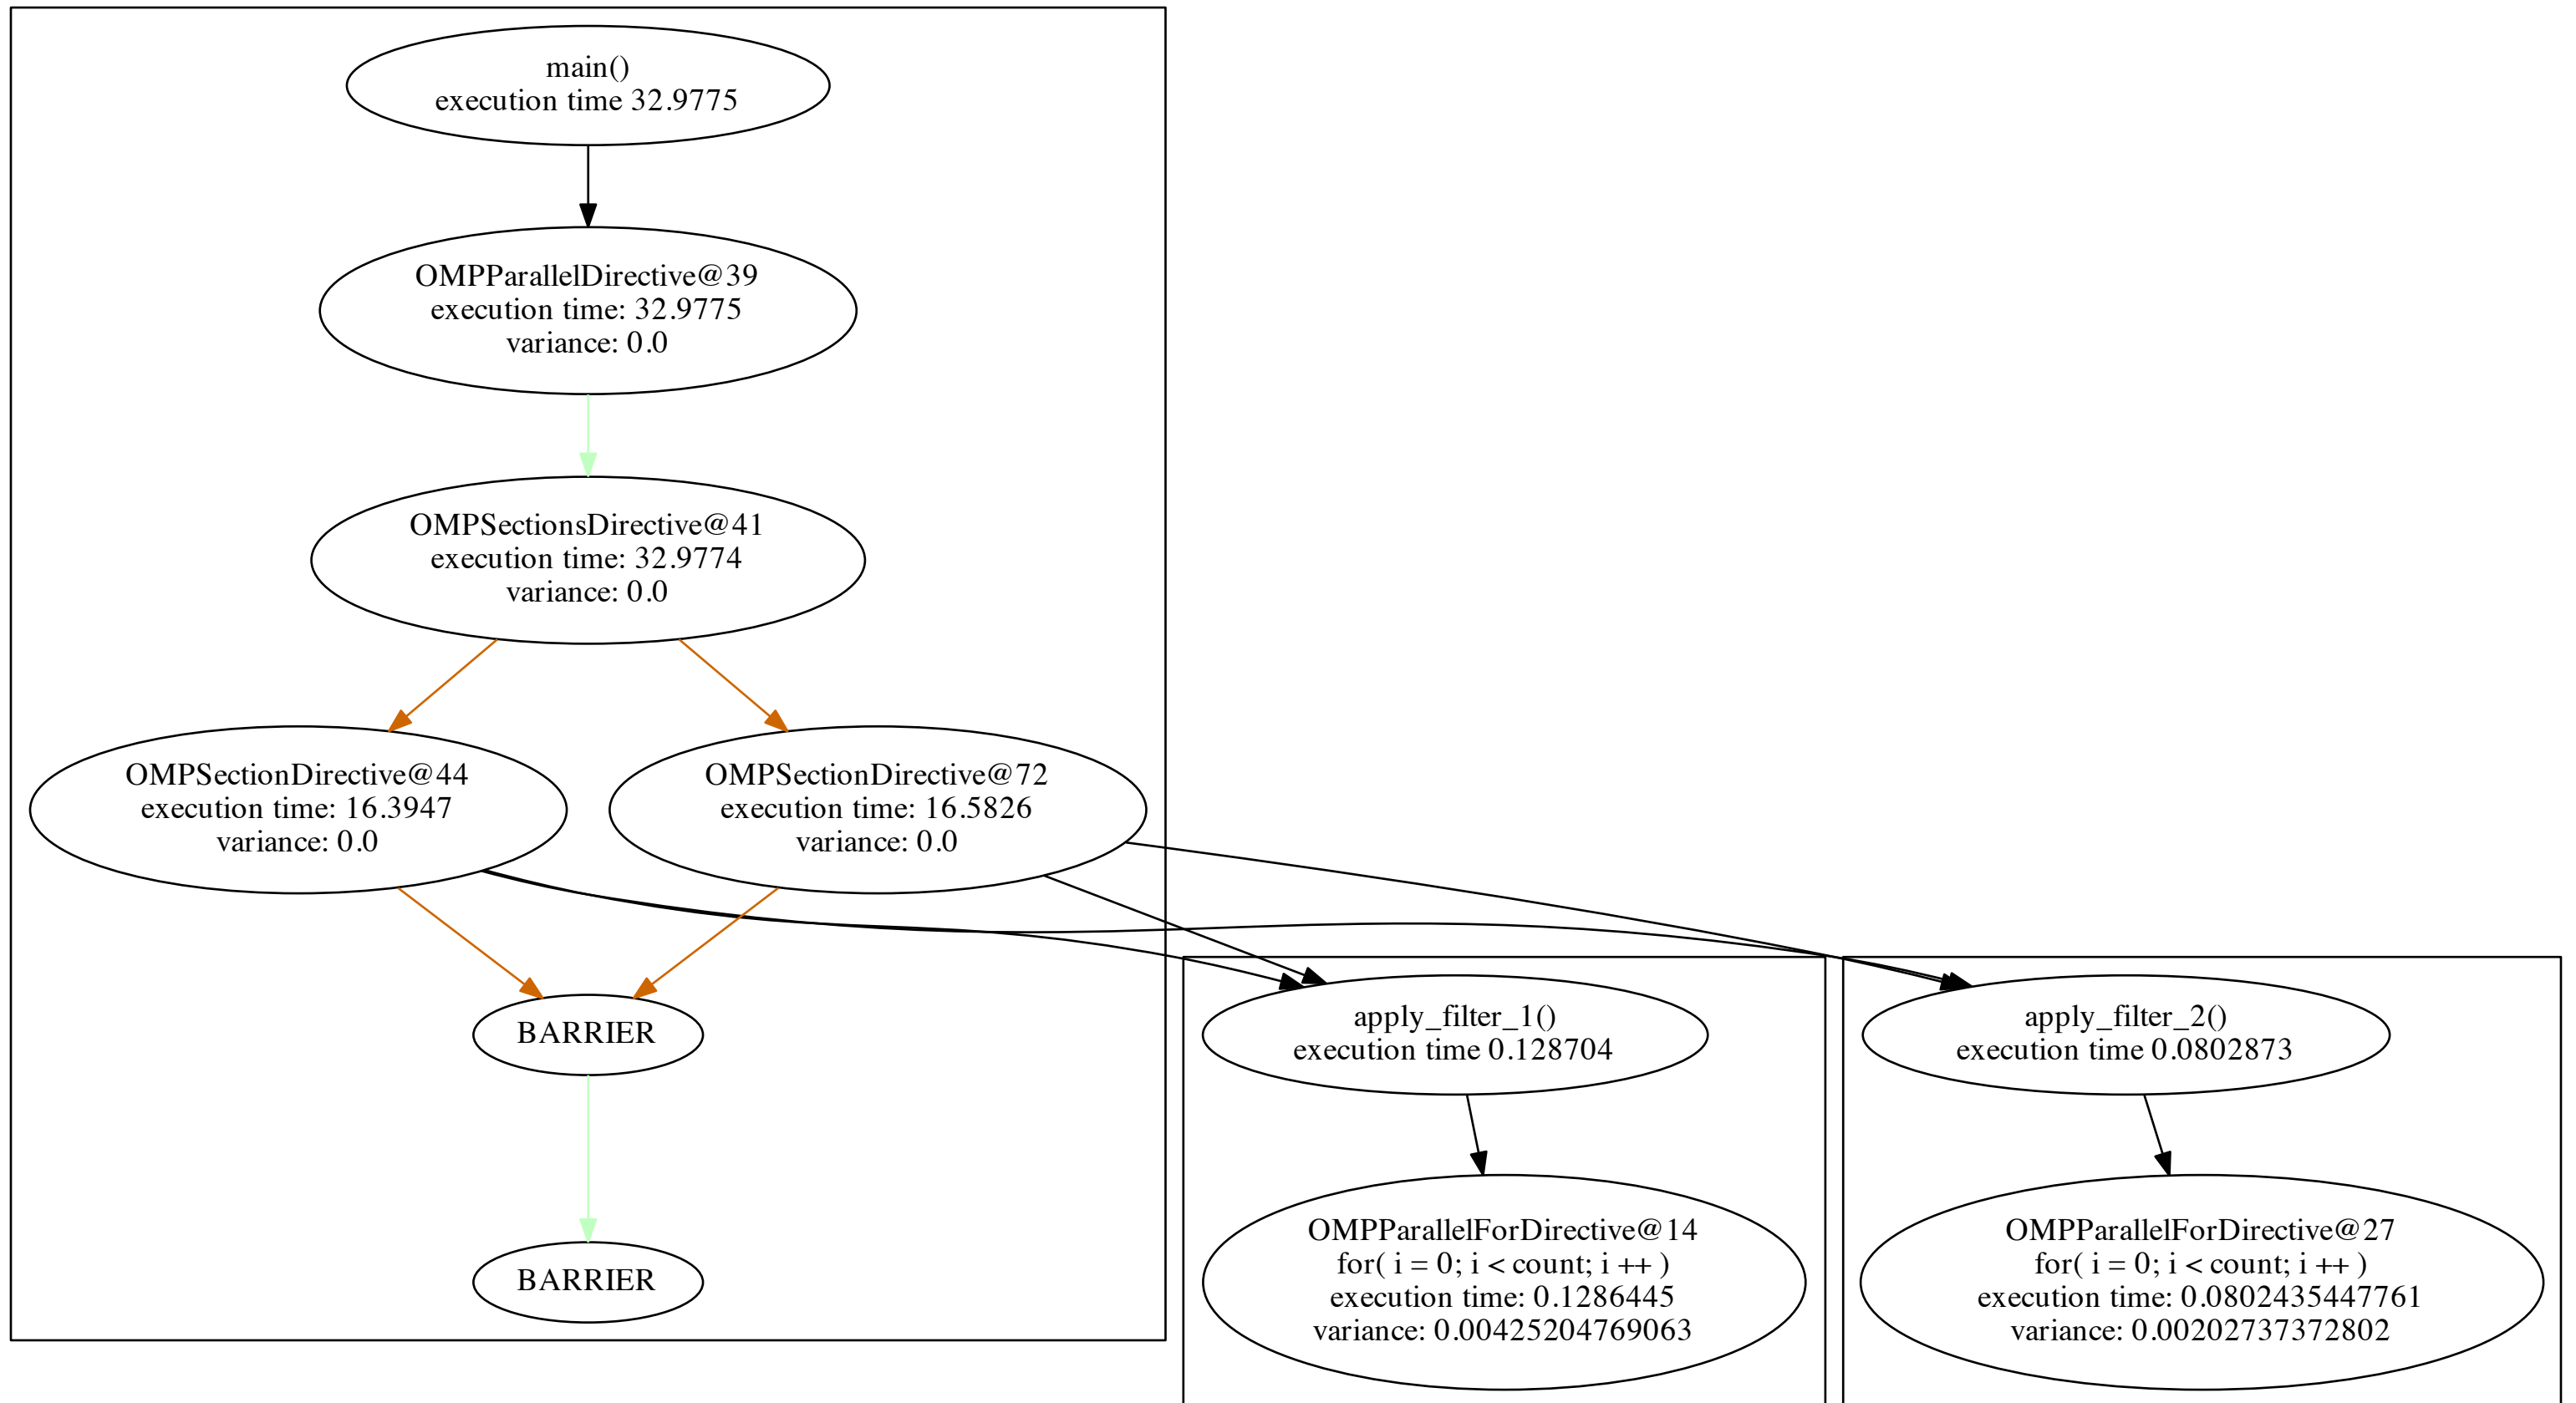 main()
execution time 32.9775
OMPParallelDirective@39
execution time: 32.9775
variance: 0.0
OMPSectionsDirective@41
execution time: 32.9774
variance: 0.0
OMPSectionDirective@44
execution time: 16.3947
variance: 0.0
OMPSectionDirective@72
execution time: 16.5826
variance: 0.0
BARRIER
BARRIER
apply_filter_1()
execution time 0.128704
OMPParallelForDirective@14
for( i = 0; i < count; i ++ )
execution time: 0.1286445
variance: 0.00425204769063
apply_filter_2()
execution time 0.0802873
OMPParallelForDirective@27
for( i = 0; i < count; i ++ )
execution time: 0.0802435447761
variance: 0.00202737372802